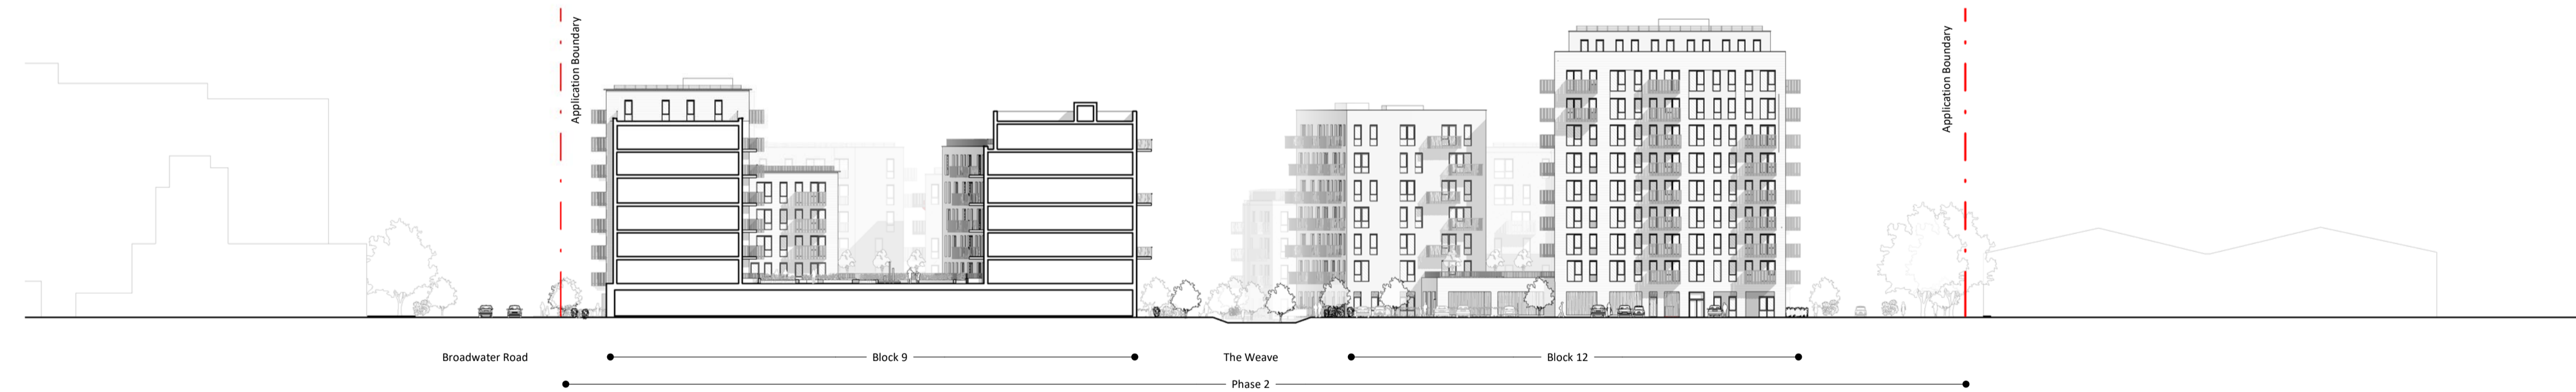 Application Boundary
Application Boundary
Broadwater Road
Block 9
The Weave
Block 12
Phase 2